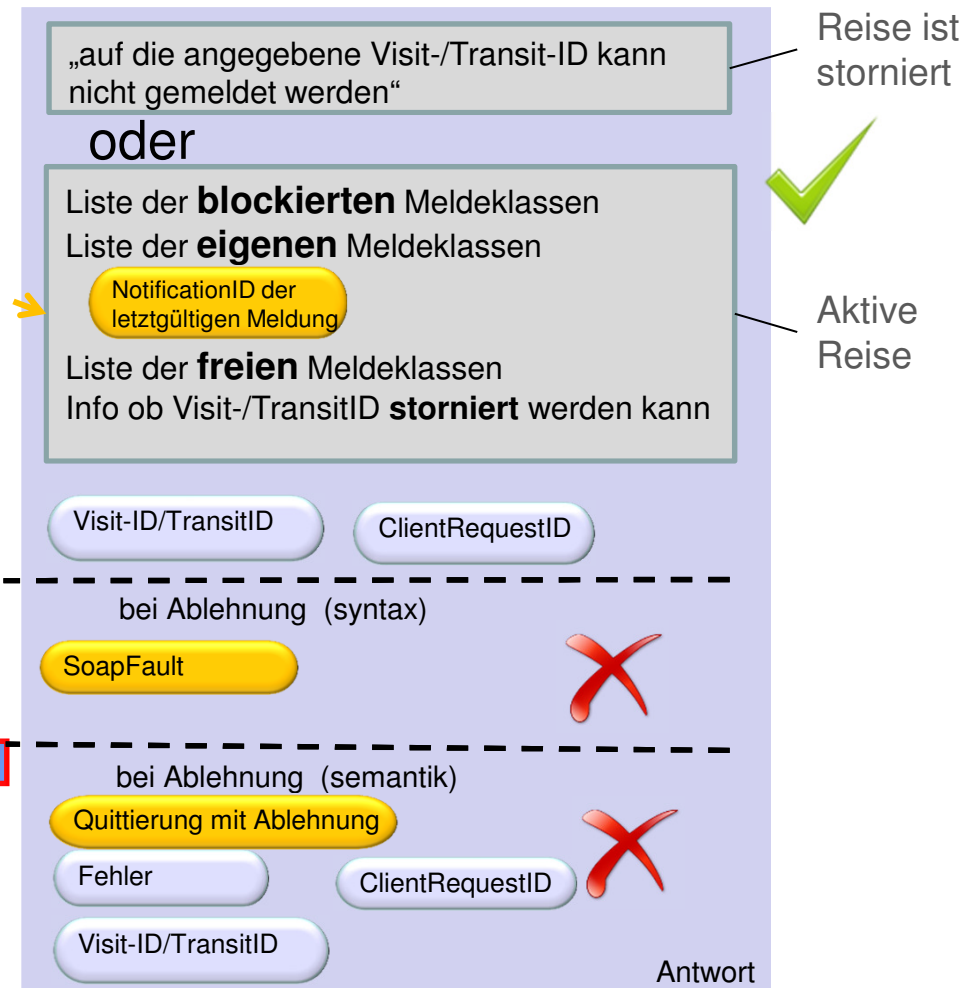 „auf die angegebene Visit-/Transit-ID kann
nicht gemeldet werden“
Reise ist
storniert
oder
Liste der blockierten Meldeklassen
Liste der eigenen Meldeklassen
NotificationID der
letztgültigen Meldung
Liste der freien Meldeklassen
Info ob Visit-/TransitID storniert werden kann
Aktive
Reise
Visit-ID/TransitID
ClientRequestID
bei Ablehnung (syntax)
SoapFault
bei Ablehnung (semantik)
Quittierung mit Ablehnung
Fehler
ClientRequestID
Visit-ID/TransitID
Antwort